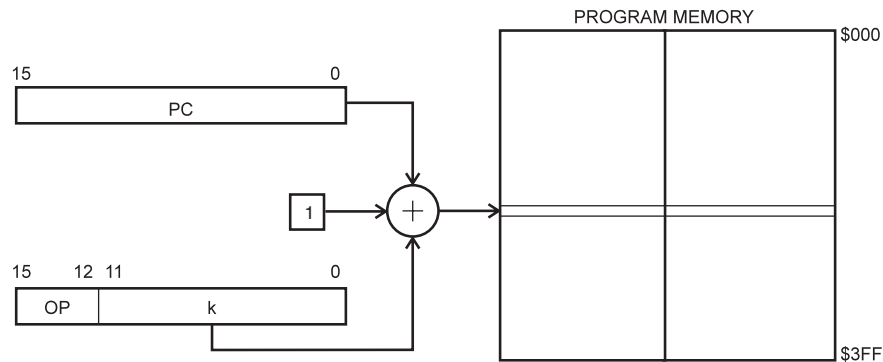 PROGRAM MEMORY
$000
15 0
PC
1
+
15 12 11 0
OP k
$3FF